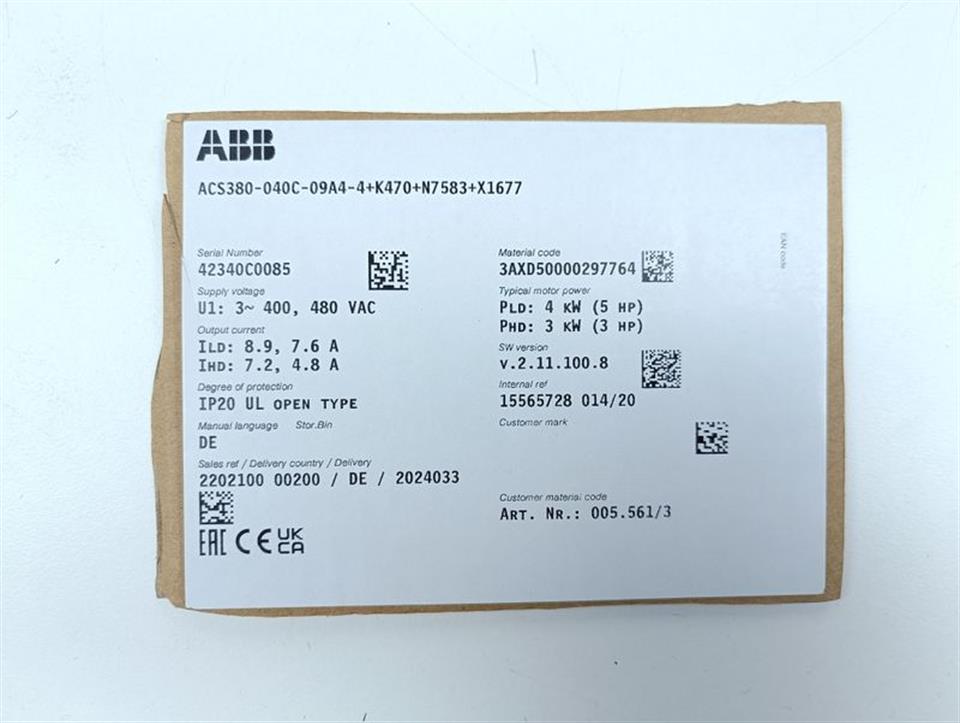 ABB
ACS380-040C-09A4-4+K470+N7583+X1677
Serial Number
42340C0085
Supply voltage
U1: 3~ 400, 480 VAC
Output current
ILD: 8.9, 7.6 A
IHD: 7.2, 4.8 A
Degree of protection
IP20 UL OPEN TYPE
Manual language Stor.Bin
DE
Sales ref / Delivery country / Delivery
2202100 00200 / DE / 2024033
EAC CE UKCA
Material code
3AXD50000297764
Typical motor power
PLD: 4 KW (5 HP)
PHD: 3 KW (3 HP)
SW version
v.2.11.100.8
Internal ref
15565728 014/20
Customer mark
Customer material code
ART. NR.: 005.561/3
EAN code